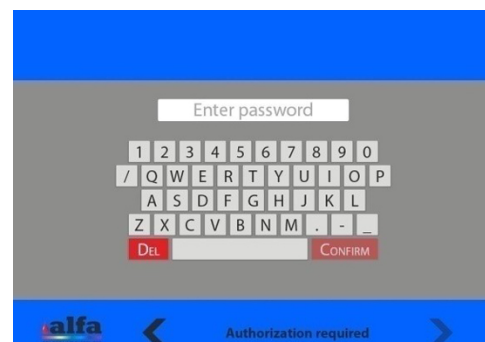 Enter password
1 2 3 4 5 6 7 8 9 0
/ Q W E R T Y U I O P
A S D F G H J K L
Z X C V B N M . - _
DEL CONFIRM
alfa Authorization required